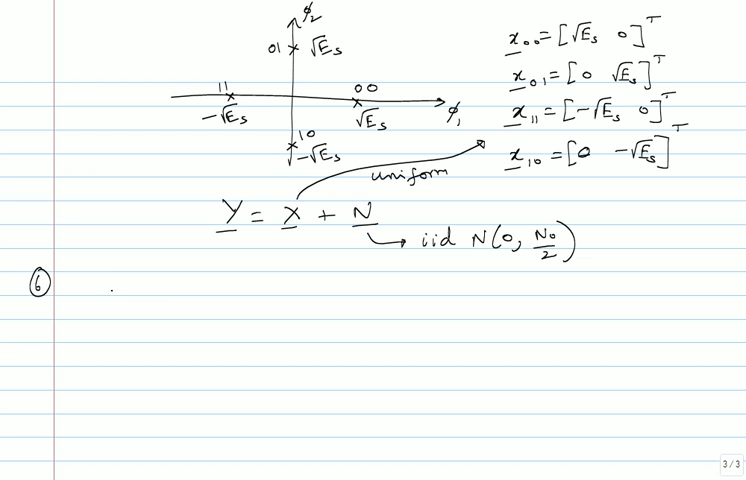 ϕ₂
01 √Eₛ
11 00
-√Eₛ √Eₛ ϕ₁
10
-√Eₛ
x₀₀ = [√Eₛ 0]ᵀ
x₀₁ = [0 √Eₛ]ᵀ
x₁₁ = [-√Eₛ 0]ᵀ
x₁₀ = [0 -√Eₛ]ᵀ
uniform
Y = X + N
iid N(0, N₀/2)
6
3 / 3